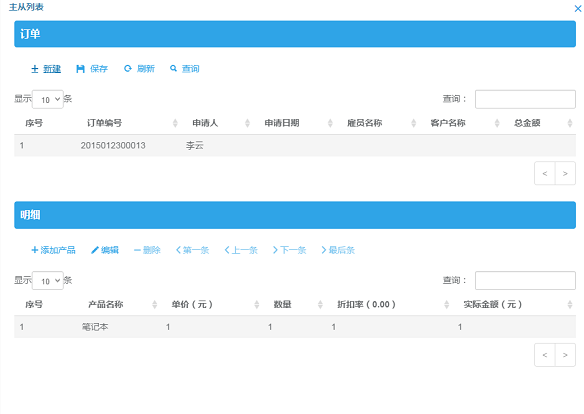 主从列表
订单
新建 保存 刷新 查询
显示 10 条 查询：
序号 订单编号 申请人 申请日期 雇员名称 客户名称 总金额
1 2015012300013 李云
< >
明细
添加产品 编辑 删除 第一条 上一条 下一条 最后条
显示 10 条 查询：
序号 产品名称 单价（元） 数量 折扣率（0.00） 实际金额（元）
1 笔记本 1 1 1 1
< >